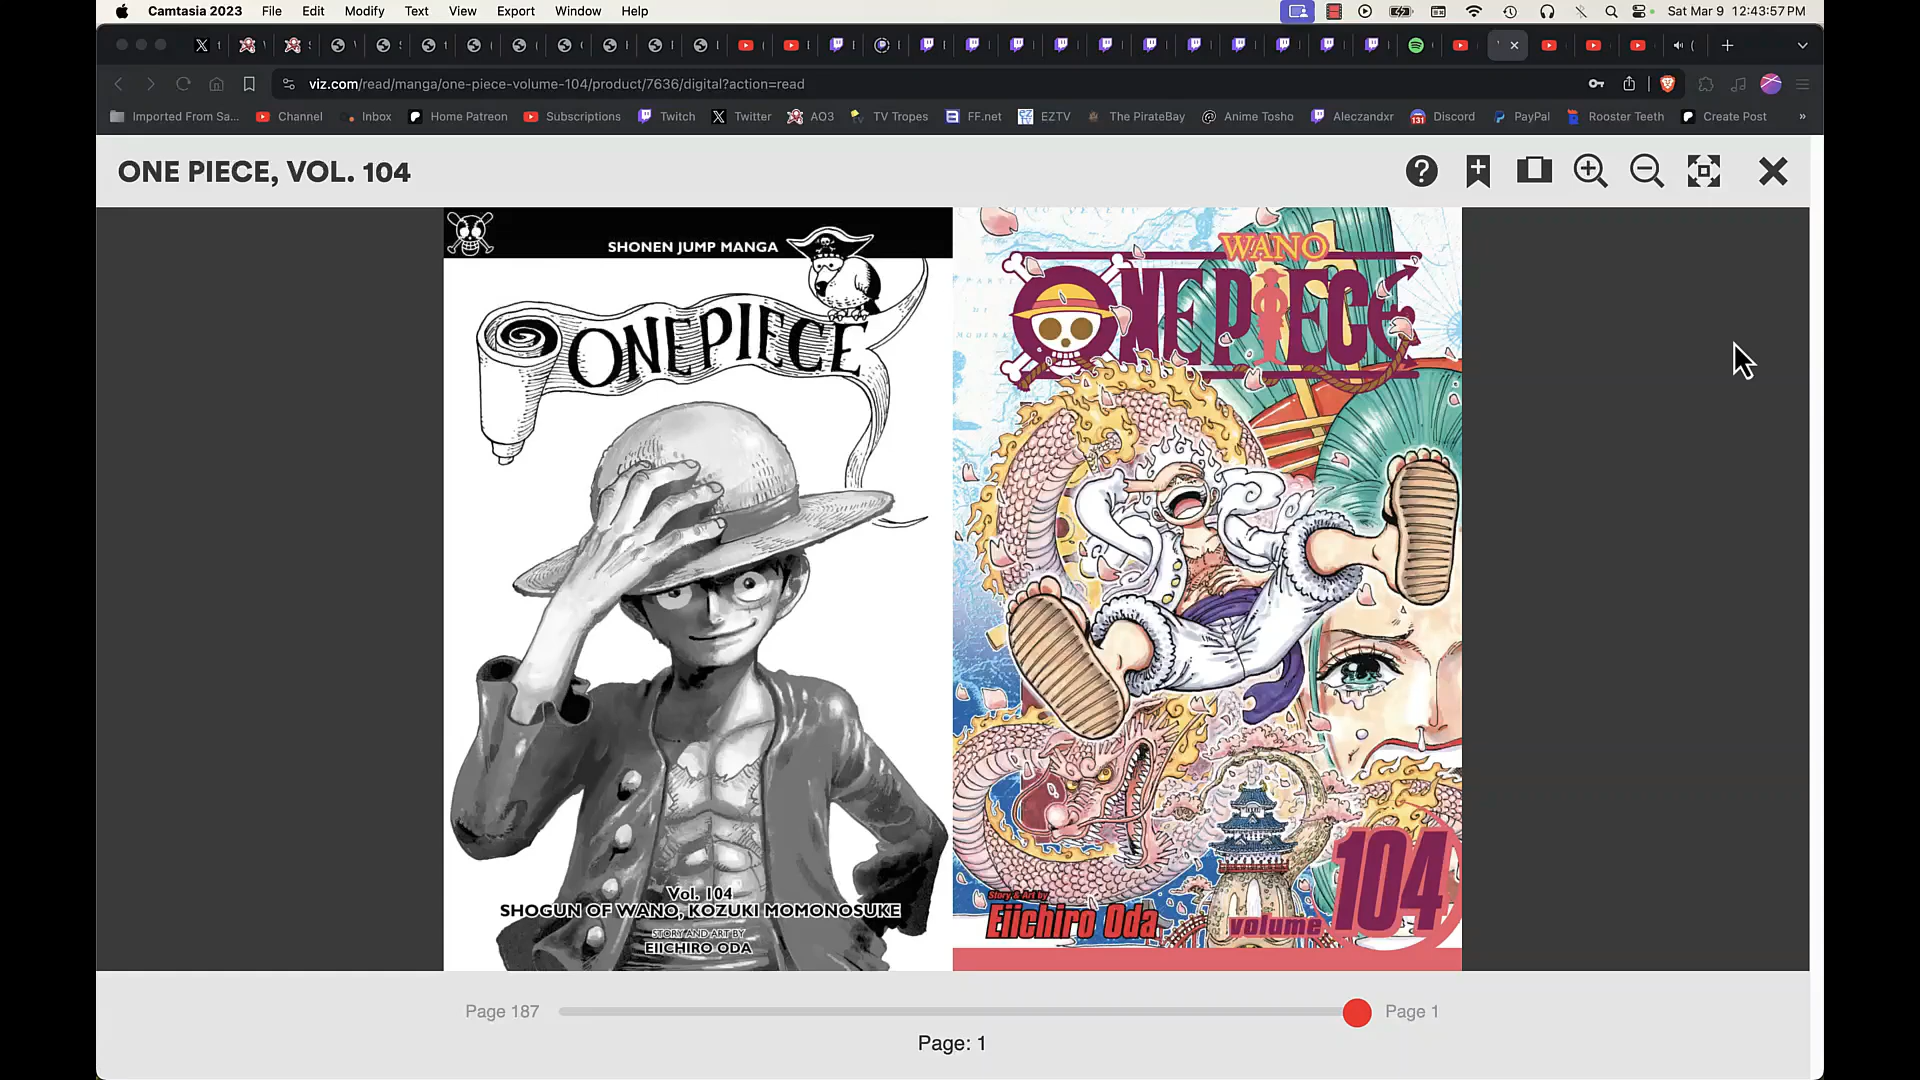 Camtasia 2023 File Edit Modify Text View Export Window Help Sat Mar 9 12:43:57 PM
viz.com/read/manga/one-piece-volume-104/product/7636/digital?action=read
Imported From Sa... Channel Inbox Home Patreon Subscriptions Twitch Twitter AO3 TV Tropes FF.net EZTV The PirateBay Anime Tosho Aleczandxr Discord PayPal Rooster Teeth Create Post »
ONE PIECE, VOL. 104
SHONEN JUMP MANGA
ONE PIECE
Vol. 104
SHOGUN OF WANO, KOZUKI MOMONOSUKE
STORY AND ART BY
EIICHIRO ODA
WANO
ONE PIECE
Story & Art by
Eiichiro Oda
volume 104
Page 187 Page 1
Page: 1